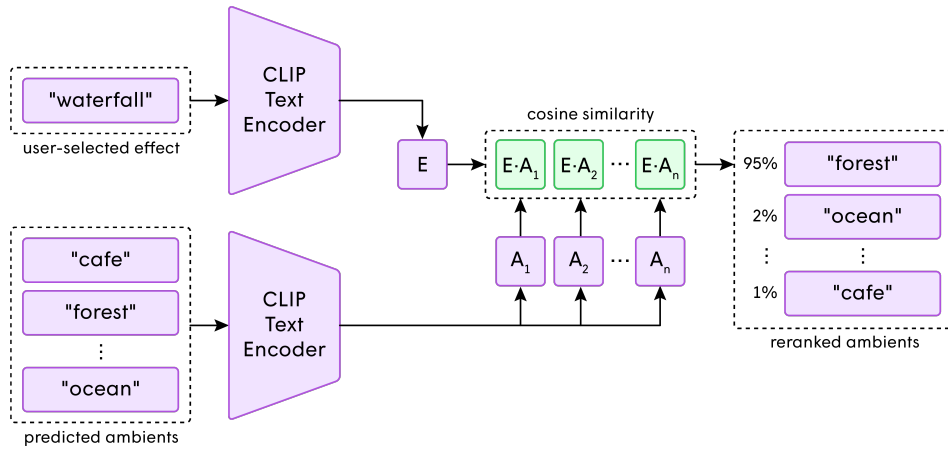 "waterfall"
user-selected effect
CLIP
Text
Encoder
E
cosine similarity
E·A1 E·A2 ... E·An
A1 A2 ... An
"cafe"
"forest"
⋮
"ocean"
predicted ambients
CLIP
Text
Encoder
95% "forest"
2% "ocean"
⋮ ⋮
1% "cafe"
reranked ambients